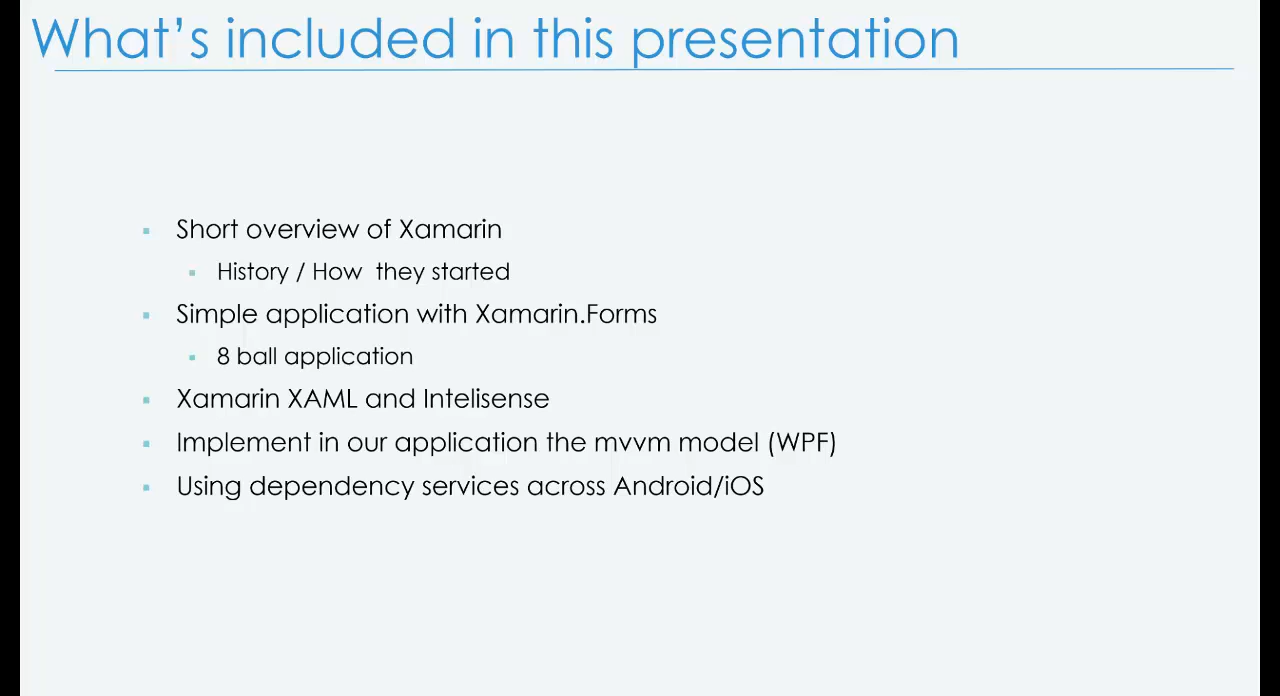 What’s included in this presentation
Short overview of Xamarin
History / How  they started
Simple application with Xamarin.Forms
8 ball application
Xamarin XAML and Intelisense
Implement in our application the mvvm model (WPF)
Using dependency services across Android/iOS